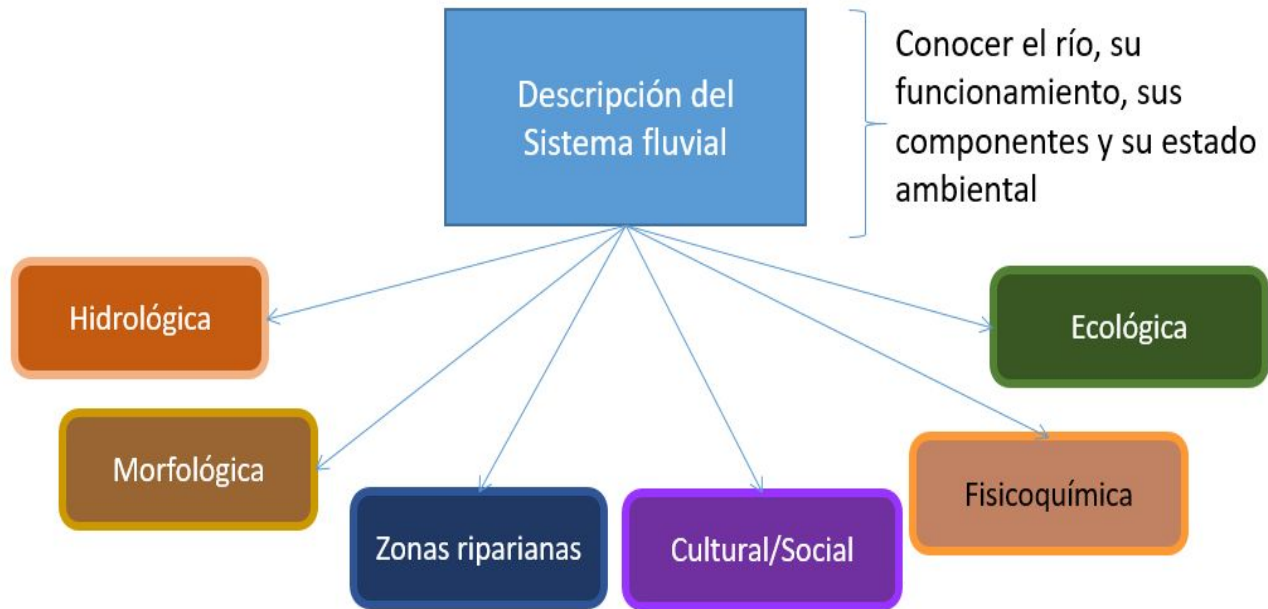 Descripción del
Sistema fluvial
Conocer el río, su
funcionamiento, sus
componentes y su estado
ambiental
Hidrológica
Ecológica
Morfológica
Fisicoquímica
Zonas riparianas
Cultural/Social